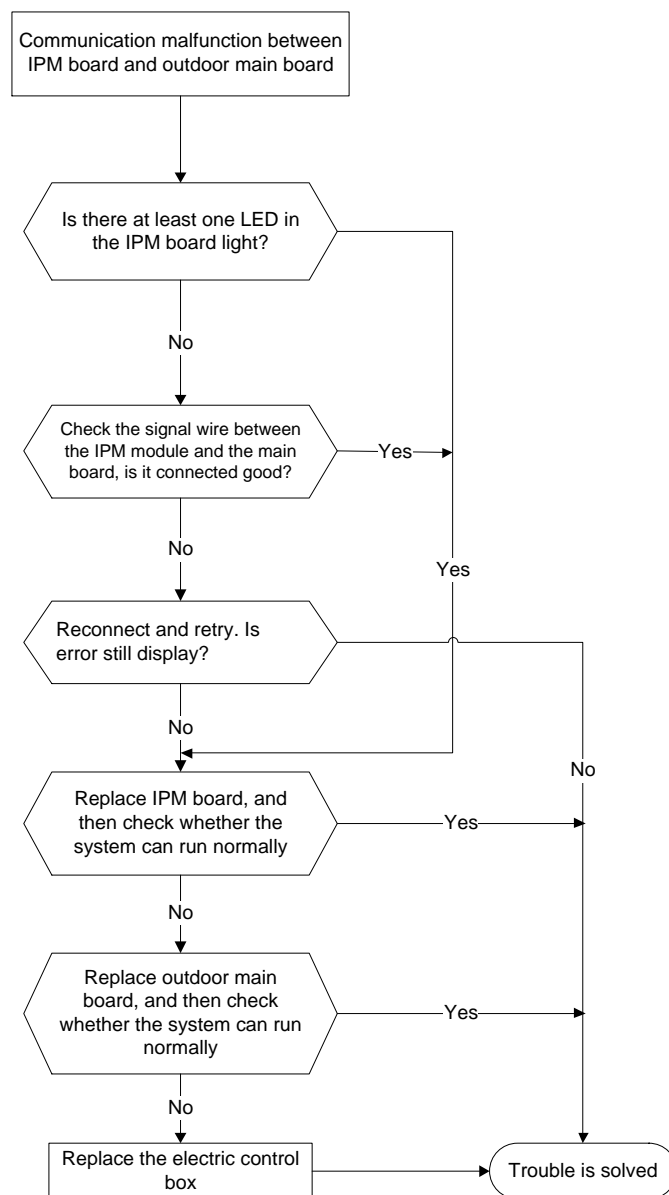 Communication malfunction between
IPM board and outdoor main board
Is there at least one LED in
the IPM board light?
No
Check the signal wire between
the IPM module and the main
board, is it connected good?
Yes
No
Yes
Reconnect and retry. Is
error still display?
No
No
Replace IPM board, and
then check whether the
system can run normally
Yes
No
Replace outdoor main
board, and then check
whether the system can run
normally
Yes
No
Replace the electric control
box
Trouble is solved